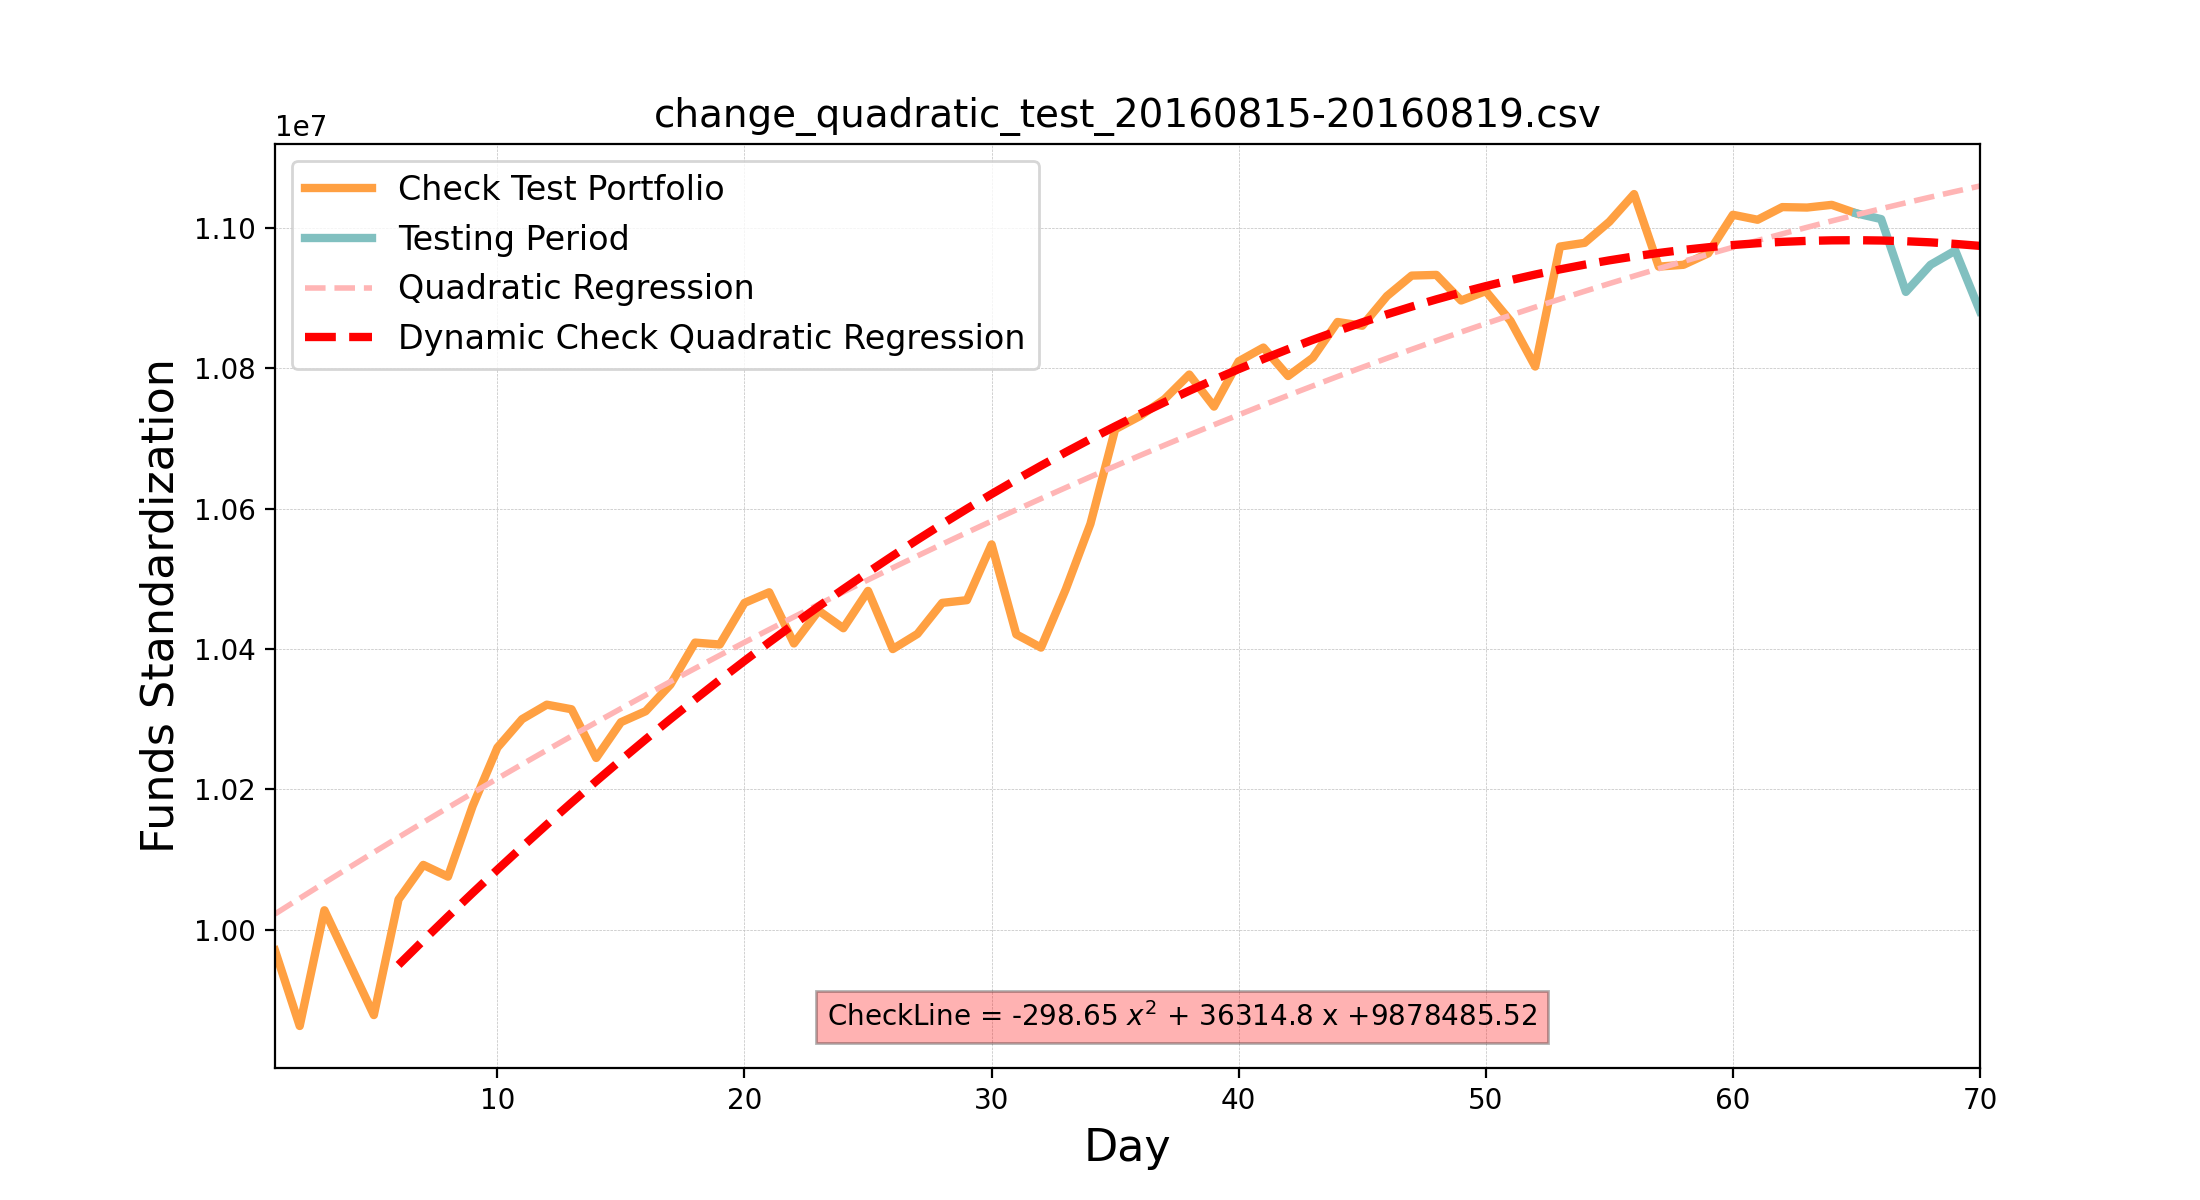 change_quadratic_test_20160815-20160819.csv
1e7
Check Test Portfolio
Testing Period
Quadratic Regression
Dynamic Check Quadratic Regression
1.10
1.08
1.06
1.04
1.02
1.00
Funds Standardization
CheckLine = -298.65 x² + 36314.8 x +9878485.52
10 20 30 40 50 60 70
Day